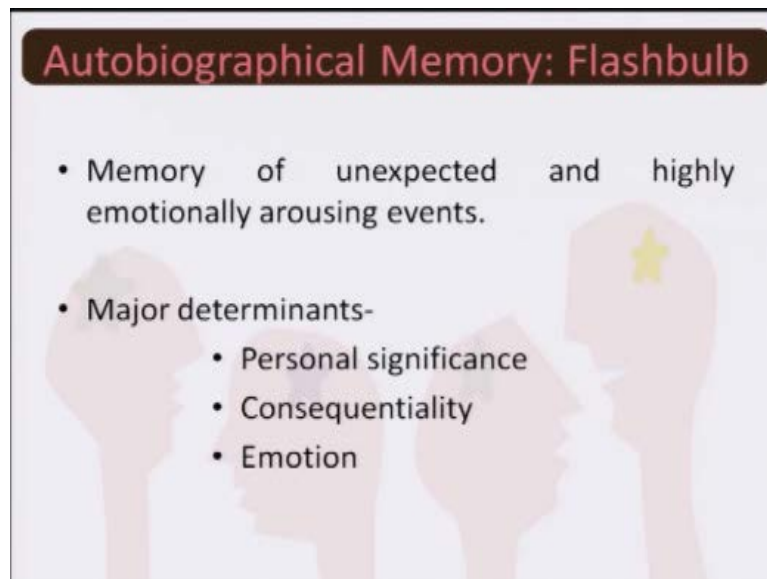 Autobiographical Memory: Flashbulb
• Memory of unexpected and highly
emotionally arousing events.
• Major determinants-
• Personal significance
• Consequentiality
• Emotion